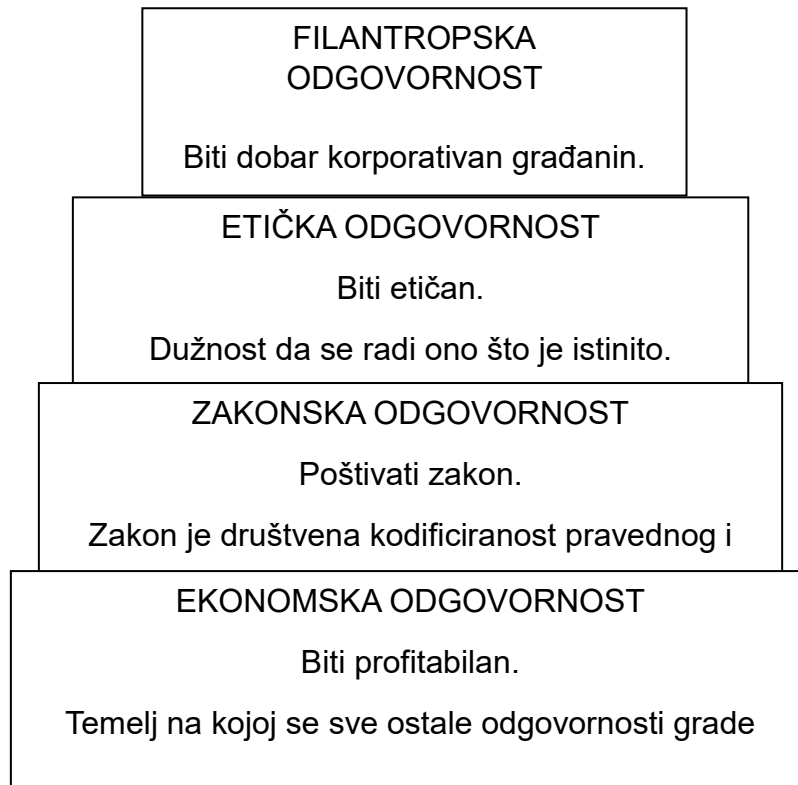 FILANTROPSKA
ODGOVORNOST
Biti dobar korporativan građanin.
ETIČKA ODGOVORNOST
Biti etičan.
Dužnost da se radi ono što je istinito.
ZAKONSKA ODGOVORNOST
Poštivati zakon.
Zakon je društvena kodificiranost pravednog i
EKONOMSKA ODGOVORNOST
Biti profitabilan.
Temelj na kojoj se sve ostale odgovornosti grade